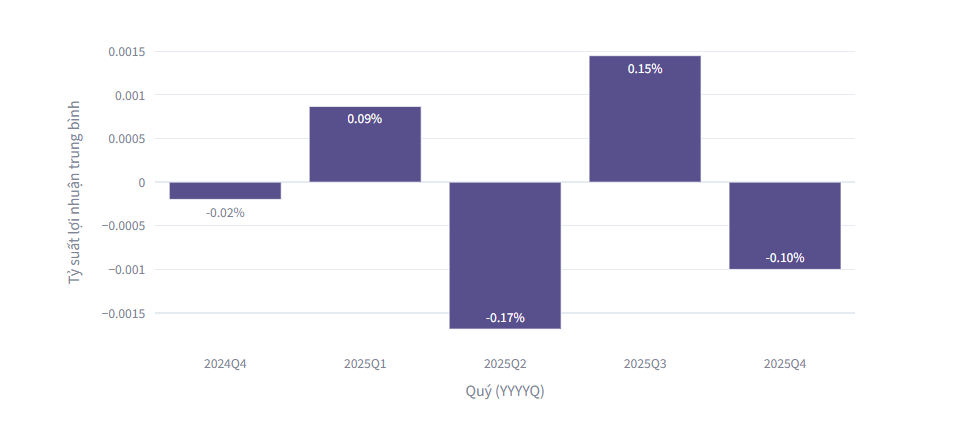 0.0015
0.001
0.0005
0
−0.0005
−0.001
−0.0015
Tỷ suất lợi nhuận trung bình
-0.02%
0.09%
-0.17%
0.15%
-0.10%
2024Q4
2025Q1
2025Q2
2025Q3
2025Q4
Quý (YYYYQ)